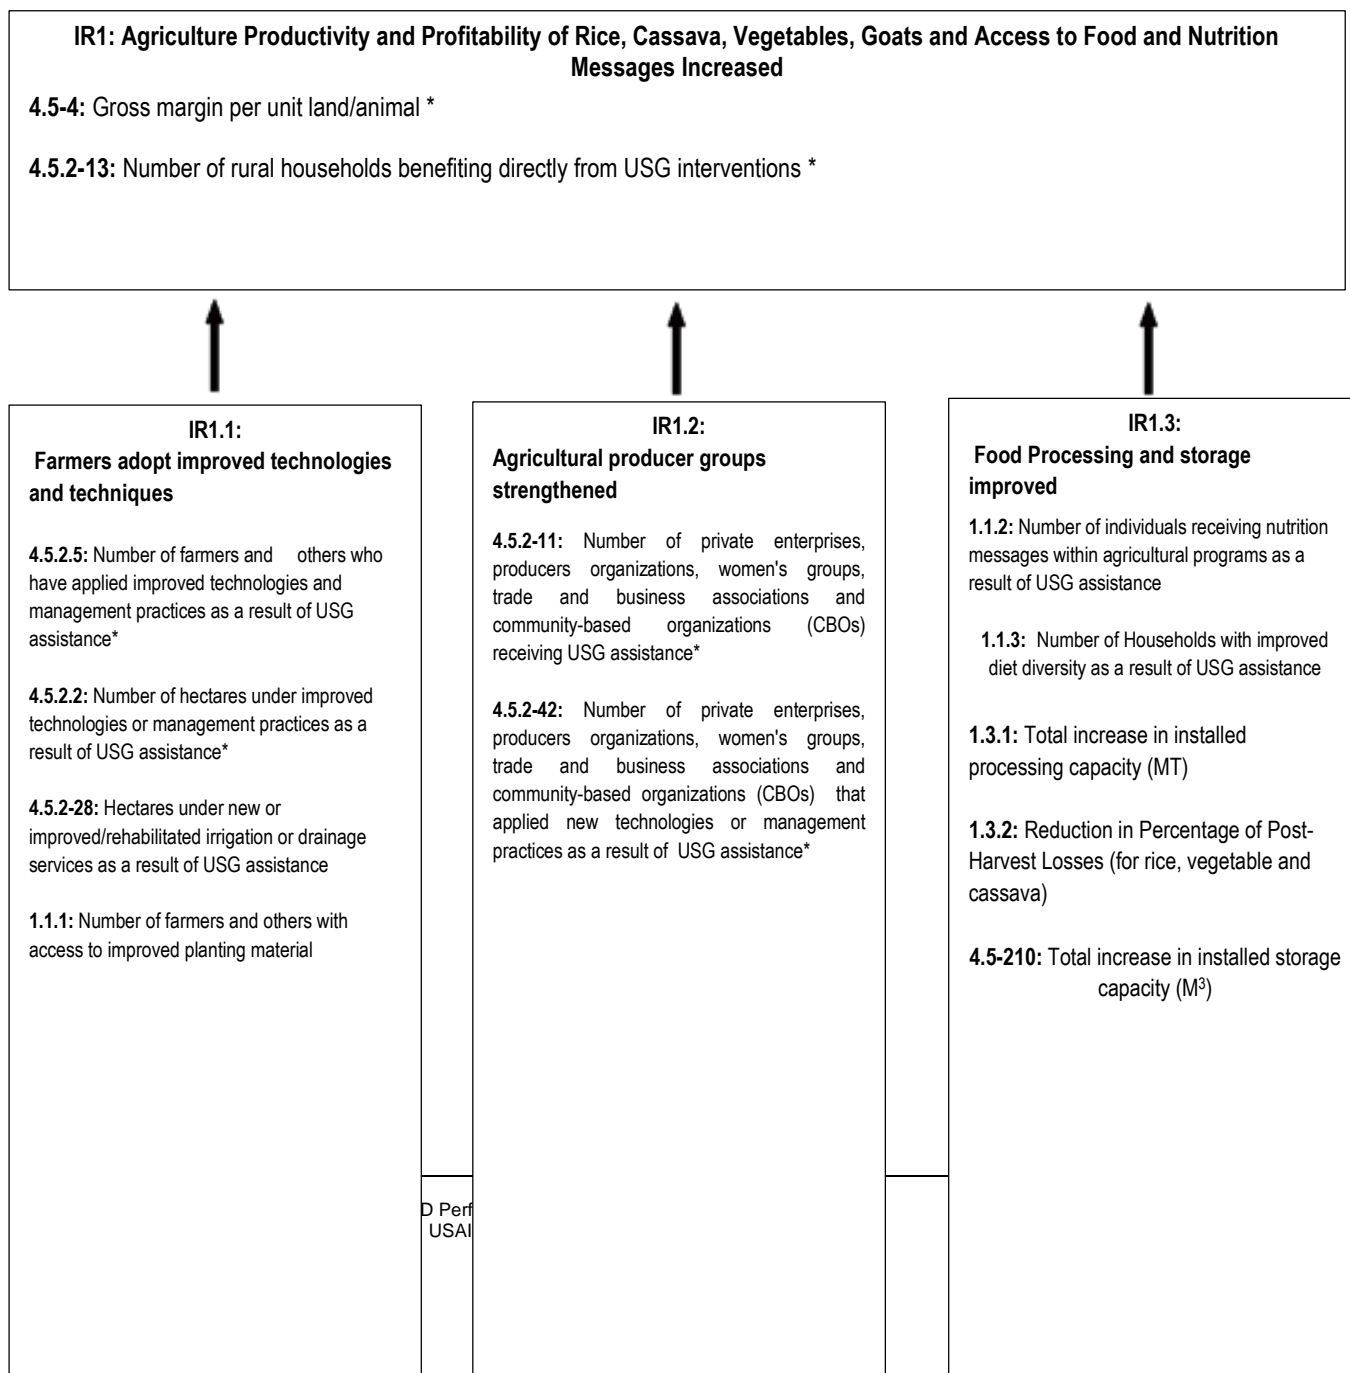 IR1: Agriculture Productivity and Profitability of Rice, Cassava, Vegetables, Goats and Access to Food and Nutrition
Messages Increased
4.5-4: Gross margin per unit land/animal *
4.5.2-13: Number of rural households benefiting directly from USG interventions *
IR1.1:
Farmers adopt improved technologies
and techniques
4.5.2.5: Number of farmers and others who
have applied improved technologies and
management practices as a result of USG
assistance*
4.5.2.2: Number of hectares under improved
technologies or management practices as a
result of USG assistance*
4.5.2-28: Hectares under new or
improved/rehabilitated irrigation or drainage
services as a result of USG assistance
1.1.1: Number of farmers and others with
access to improved planting material
IR1.2:
Agricultural producer groups
strengthened
4.5.2-11: Number of private enterprises,
producers organizations, women's groups,
trade and business associations and
community-based organizations (CBOs)
receiving USG assistance*
4.5.2-42: Number of private enterprises,
producers organizations, women's groups,
trade and business associations and
community-based organizations (CBOs) that
applied new technologies or management
practices as a result of USG assistance*
IR1.3:
Food Processing and storage
improved
1.1.2: Number of individuals receiving nutrition
messages within agricultural programs as a
result of USG assistance
1.1.3: Number of Households with improved
diet diversity as a result of USG assistance
1.3.1: Total increase in installed
processing capacity (MT)
1.3.2: Reduction in Percentage of Post-
Harvest Losses (for rice, vegetable and
cassava)
4.5-210: Total increase in installed storage
capacity (M³)
D Perf
USAI